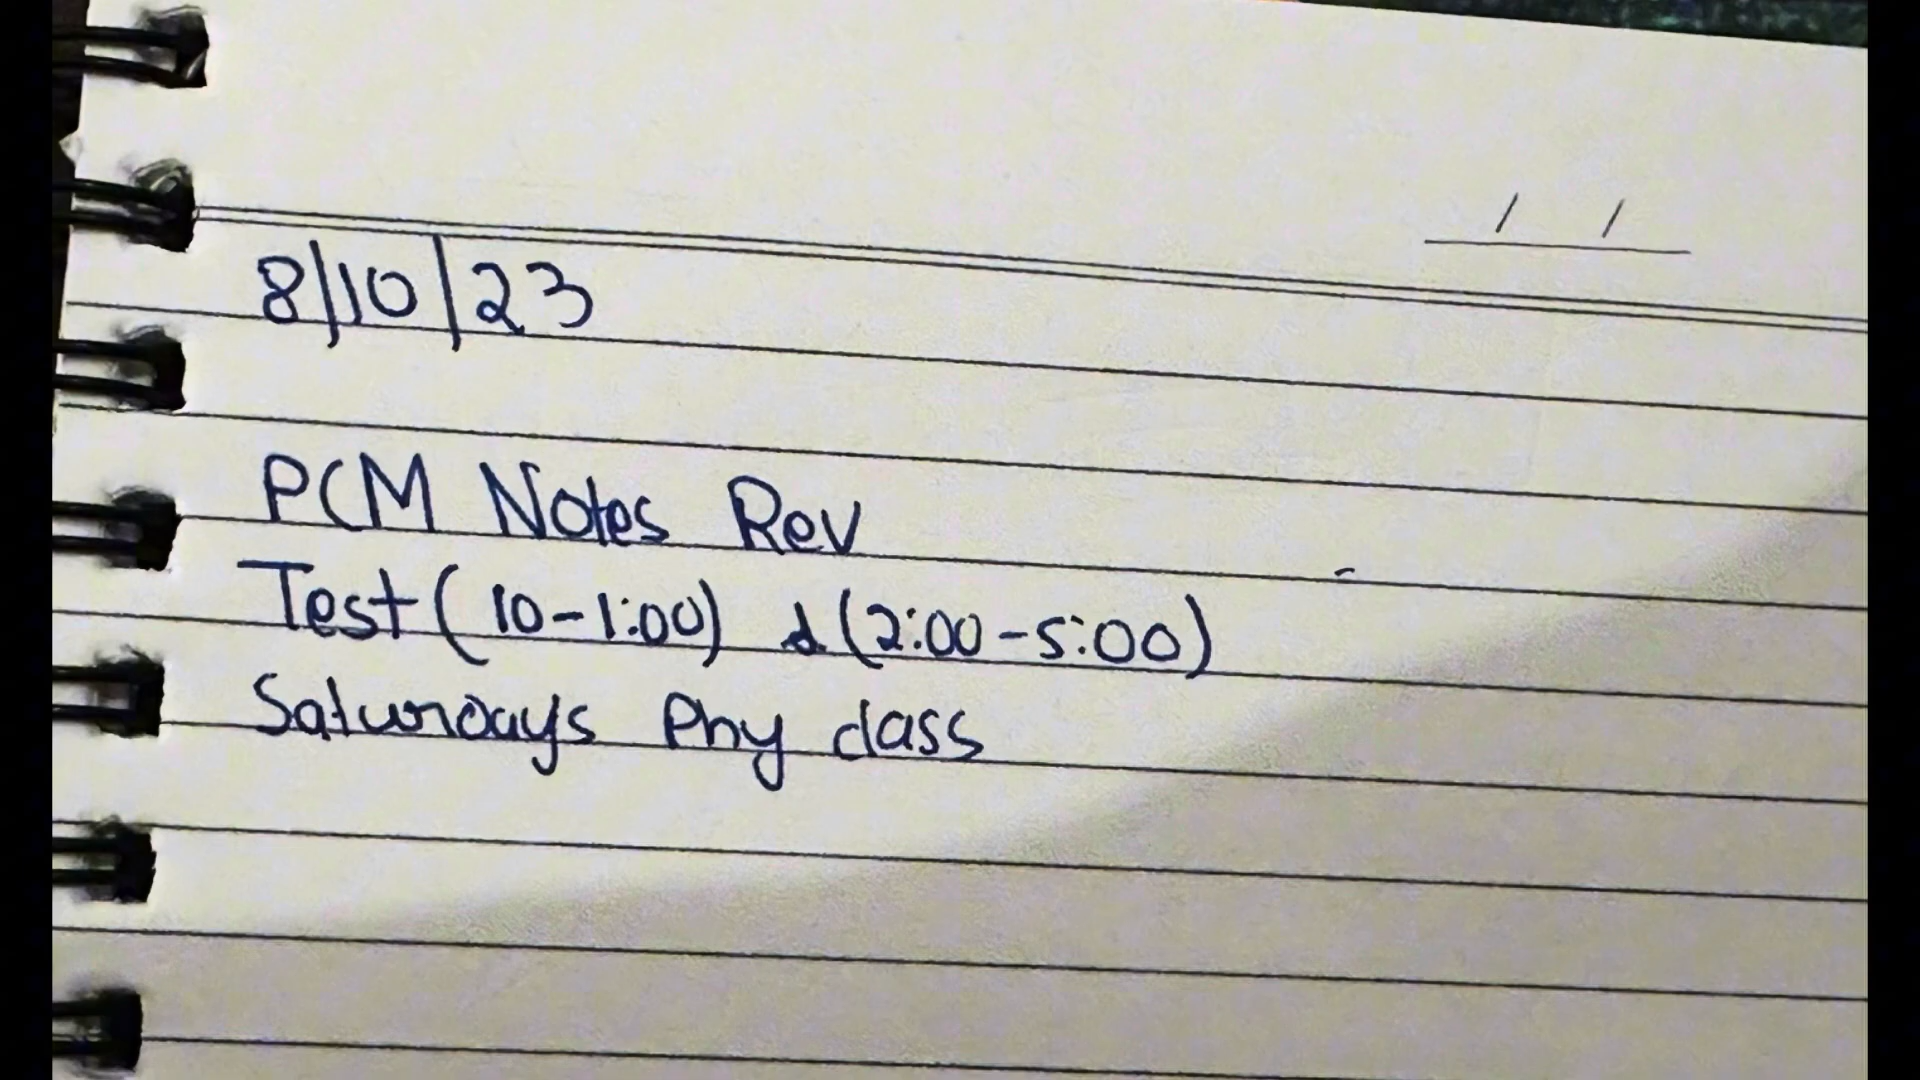 / /
8/10/23
PCM Notes Rev
Test (10-1:00) & (2:00-5:00)
Saturdays Phy class